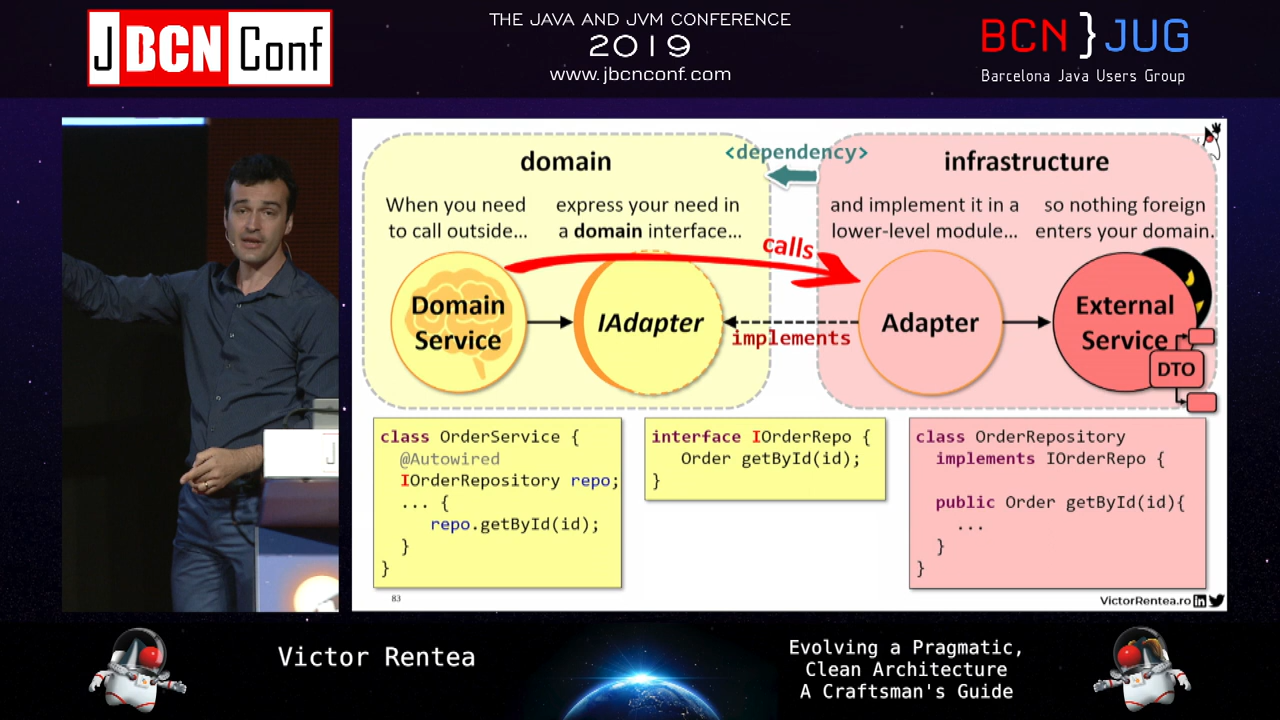 JBCNConf
THE JAVA AND JVM CONFERENCE
2019
www.jbcnconf.com
BCN}JUG
Barcelona Java Users Group
domain
<dependency>
infrastructure
When you need
to call outside...
express your need in
a domain interface...
and implement it in a
lower-level module...
so nothing foreign
enters your domain.
calls
Domain
Service
IAdapter
implements
Adapter
External
Service
DTO
class OrderService {
@Autowired
IOrderRepository repo;
... {
repo.getById(id);
}
}
interface IOrderRepo {
Order getById(id);
}
class OrderRepository
implements IOrderRepo {
public Order getById(id){
...
}
}
83
VictorRentea.ro
Victor Rentea
Evolving a Pragmatic,
Clean Architecture
A Craftsman's Guide